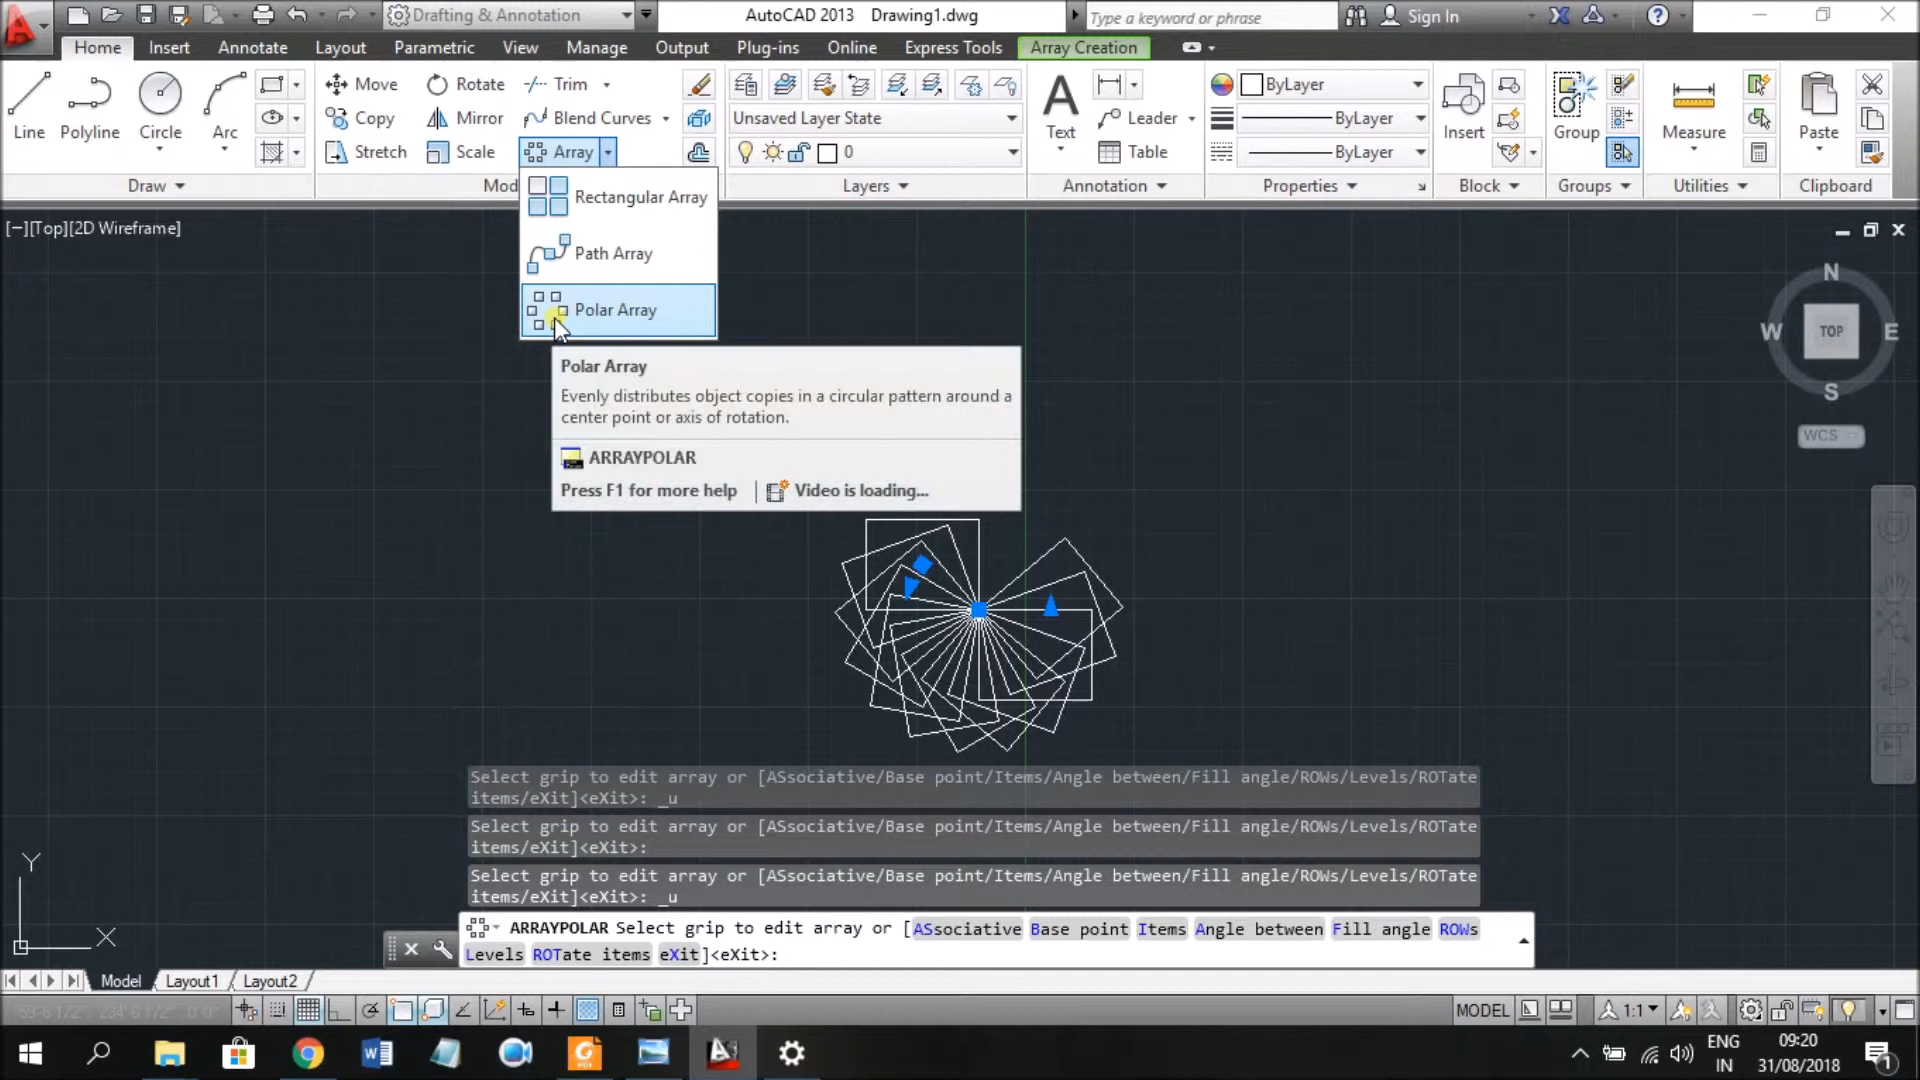 Drafting & Annotation
AutoCAD 2013 Drawing1.dwg
Type a keyword or phrase
Sign In
Home Insert Annotate Layout Parametric View Manage Output Plug-ins Online Express Tools Array Creation
Move Rotate Trim
ByLayer
Line Polyline Circle Arc
Copy Mirror Blend Curves
Unsaved Layer State
Text Leader
ByLayer
Insert Group Measure Paste
Stretch Scale Array
0
Table
ByLayer
Draw Mod Layers Annotation Properties Block Groups Utilities Clipboard
Rectangular Array
Path Array
Polar Array
[−][Top][2D Wireframe]
N
W TOP E
S
WCS
Polar Array
Evenly distributes object copies in a circular pattern around a
center point or axis of rotation.
ARRAYPOLAR
Press F1 for more help Video is loading...
Select grip to edit array or [ASsociative/Base point/Items/Angle between/Fill angle/ROWs/Levels/ROTate
items/eXit]<eXit>: _u
Select grip to edit array or [ASsociative/Base point/Items/Angle between/Fill angle/ROWs/Levels/ROTate
items/eXit]<eXit>:
Select grip to edit array or [ASsociative/Base point/Items/Angle between/Fill angle/ROWs/Levels/ROTate
items/eXit]<eXit>: _u
ARRAYPOLAR Select grip to edit array or [ASsociative Base point Items Angle between Fill angle ROWs
Levels ROTate items eXit]<eXit>:
Y
X
Model Layout1 Layout2
MODEL 1:1
ENG
IN
09:20
31/08/2018
1